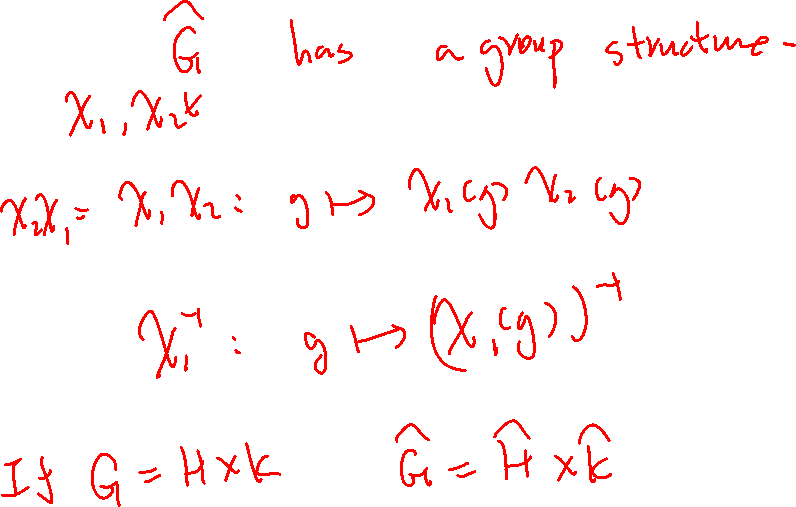 Ĝ has a group structure.
χ₁, χ₂
χ₂χ₁ = χ₁χ₂ : g ↦ χ₁(g) χ₂(g)
χ₁⁻¹ : g ↦ (χ₁(g))⁻¹
If G = H × K Ĝ = Ĥ × K̂